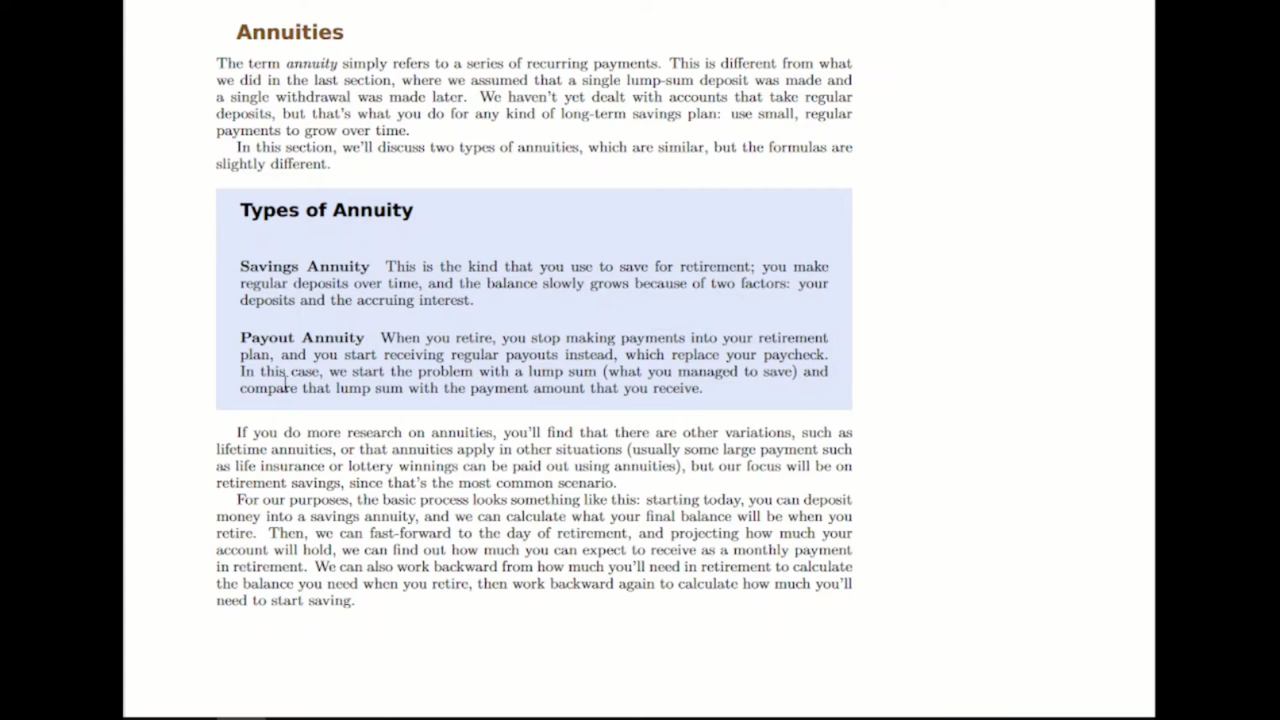 Annuities
The term annuity simply refers to a series of recurring payments. This is different from what
we did in the last section, where we assumed that a single lump-sum deposit was made and
a single withdrawal was made later. We haven't yet dealt with accounts that take regular
deposits, but that's what you do for any kind of long-term savings plan: use small, regular
payments to grow over time.
In this section, we'll discuss two types of annuities, which are similar, but the formulas are
slightly different.
Types of Annuity
Savings Annuity This is the kind that you use to save for retirement; you make
regular deposits over time, and the balance slowly grows because of two factors: your
deposits and the accruing interest.
Payout Annuity When you retire, you stop making payments into your retirement
plan, and you start receiving regular payouts instead, which replace your paycheck.
In this case, we start the problem with a lump sum (what you managed to save) and
compare that lump sum with the payment amount that you receive.
If you do more research on annuities, you'll find that there are other variations, such as
lifetime annuities, or that annuities apply in other situations (usually some large payment such
as life insurance or lottery winnings can be paid out using annuities), but our focus will be on
retirement savings, since that's the most common scenario.
For our purposes, the basic process looks something like this: starting today, you can deposit
money into a savings annuity, and we can calculate what your final balance will be when you
retire. Then, we can fast-forward to the day of retirement, and projecting how much your
account will hold, we can find out how much you can expect to receive as a monthly payment
in retirement. We can also work backward from how much you'll need in retirement to calculate
the balance you need when you retire, then work backward again to calculate how much you'll
need to start saving.